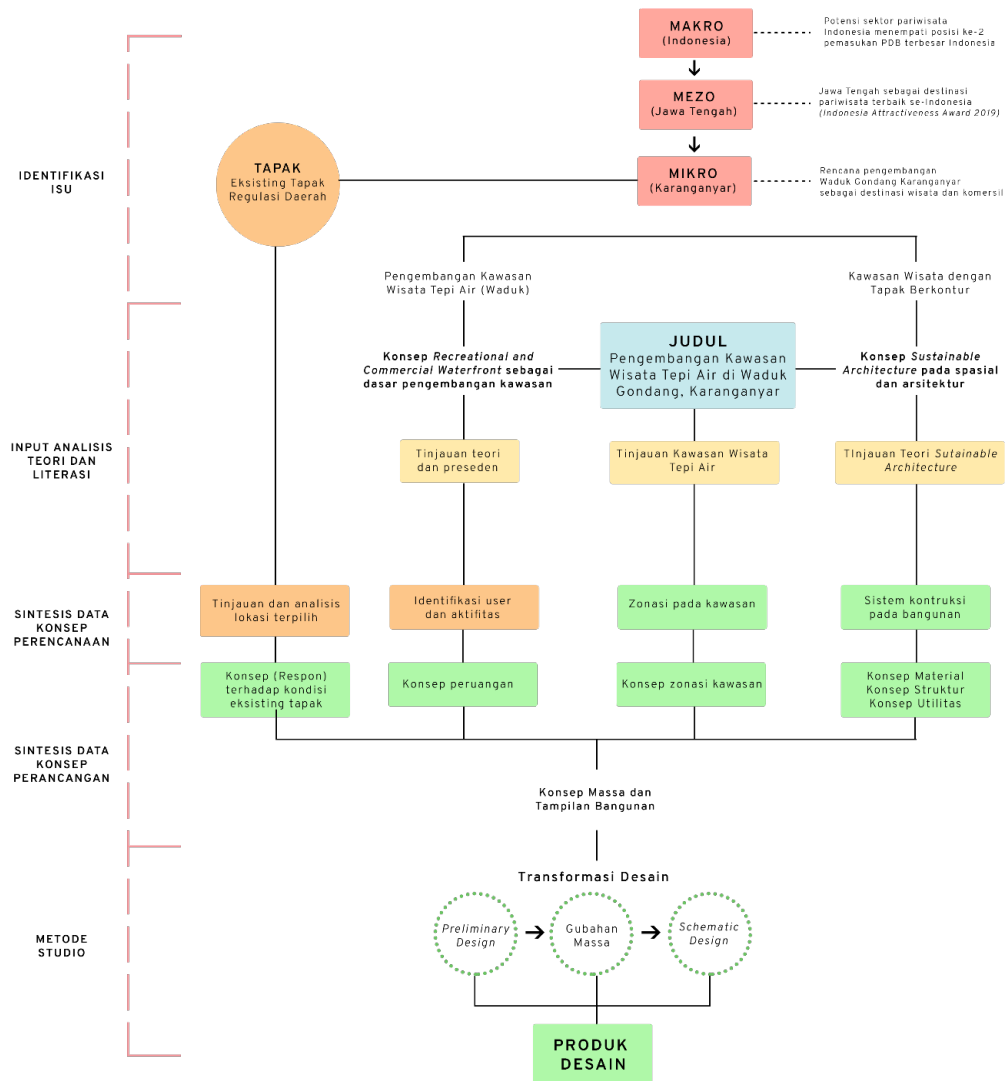 MAKRO
(Indonesia)
Potensi sektor pariwisata
Indonesia menempati posisi ke-2
pemasukan PDB terbesar Indonesia
MEZO
(Jawa Tengah)
Jawa Tengah sebagai destinasi
pariwisata terbaik se-Indonesia
(Indonesia Attractiveness Award 2019)
IDENTIFIKASI
ISU
TAPAK
Eksisting Tapak
Regulasi Daerah
MIKRO
(Karanganyar)
Rencana pengembangan
Waduk Gondang Karanganyar
sebagai destinasi wisata dan komersil
Pengembangan Kawasan
Wisata Tepi Air (Waduk)
Kawasan Wisata dengan
Tapak Berkontur
INPUT ANALISIS
TEORI DAN
LITERASI
Konsep Recreational and
Commercial Waterfront sebagai
dasar pengembangan kawasan
JUDUL
Pengembangan Kawasan
Wisata Tepi Air di Waduk
Gondang, Karanganyar
Konsep Sustainable
Architecture pada spasial
dan arsitektur
Tinjauan teori
dan preseden
Tinjauan Kawasan Wisata
Tepi Air
TInjauan Teori Sutainable
Architecture
SINTESIS DATA
KONSEP
PERENCANAAN
Tinjauan dan analisis
lokasi terpilih
Identifikasi user
dan aktifitas
Zonasi pada kawasan
Sistem kontruksi
pada bangunan
Konsep (Respon)
terhadap kondisi
eksisting tapak
Konsep peruangan
Konsep zonasi kawasan
Konsep Material
Konsep Struktur
Konsep Utilitas
SINTESIS DATA
KONSEP
PERANCANGAN
Konsep Massa dan
Tampilan Bangunan
METODE
STUDIO
Transformasi Desain
Preliminary
Design
Gubahan
Massa
Schematic
Design
PRODUK
DESAIN